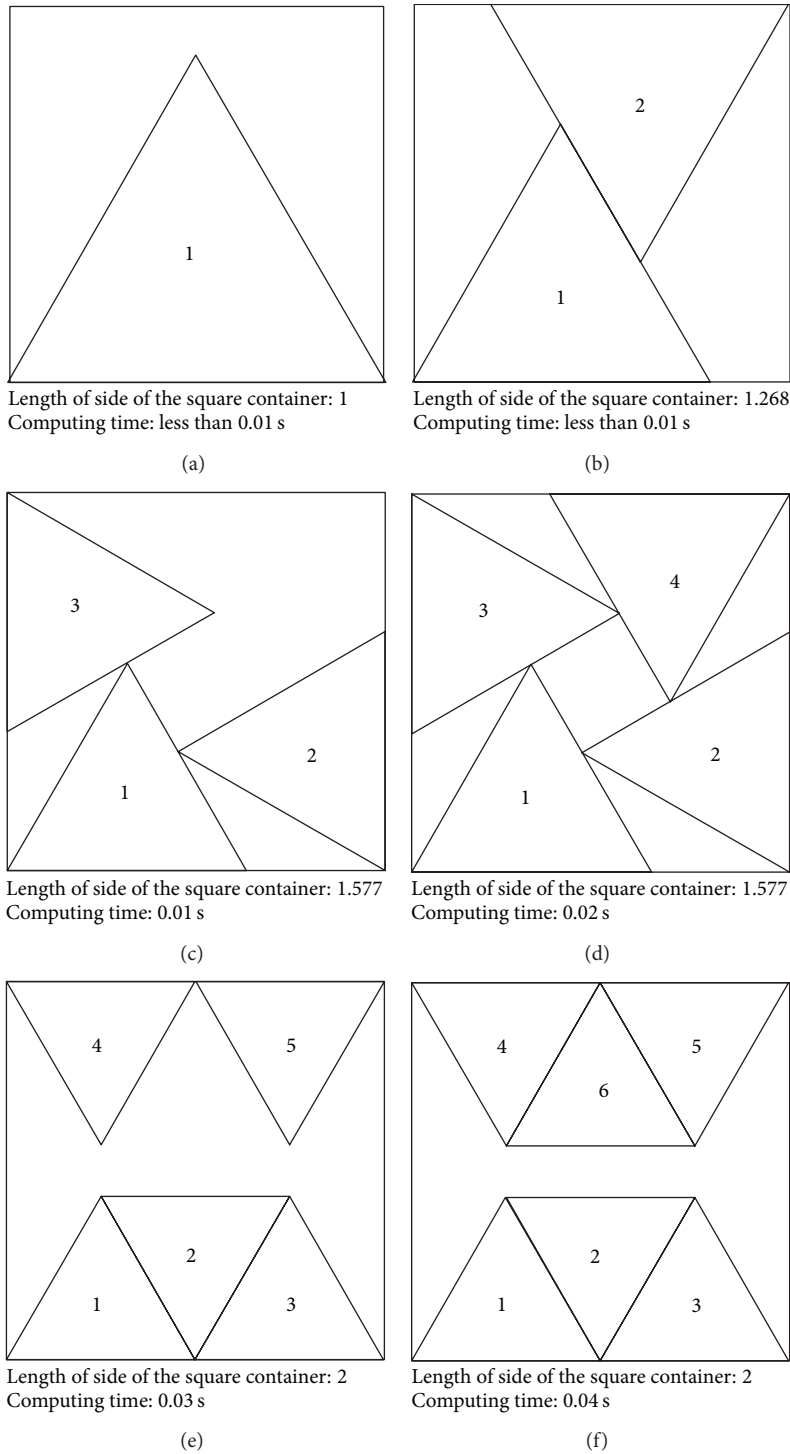 1
Length of side of the square container: 1
Computing time: less than 0.01 s
(a)
2
1
Length of side of the square container: 1.268
Computing time: less than 0.01 s
(b)
3
2
1
Length of side of the square container: 1.577
Computing time: 0.01 s
(c)
4
3
2
1
Length of side of the square container: 1.577
Computing time: 0.02 s
(d)
4 5
2
1 3
Length of side of the square container: 2
Computing time: 0.03 s
(e)
4 5
6
2
1 3
Length of side of the square container: 2
Computing time: 0.04 s
(f)